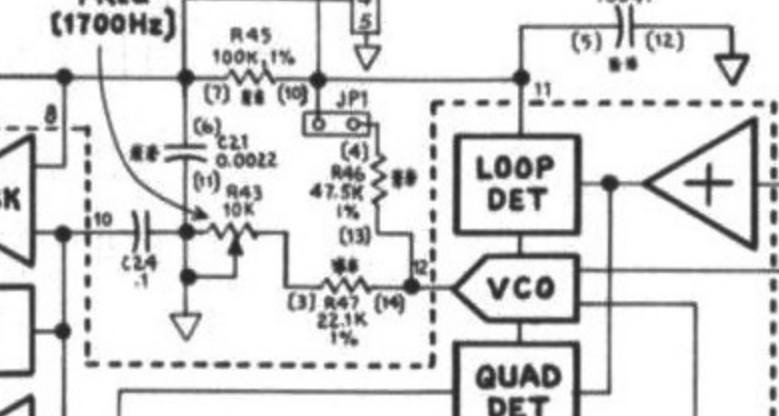 (1700Hz)
5
R45
100K,1%
(7) ** (10)
JP1
(5) (12)
**
11
8
(6)
** C21
0.0022
(4)
R46 **
47.5K
1%
(11)
R43
10K
(13)
10
C24
.1
**
12
(3) R47 (14)
22.1K
1%
LOOP
DET
+
VCO
QUAD
DET